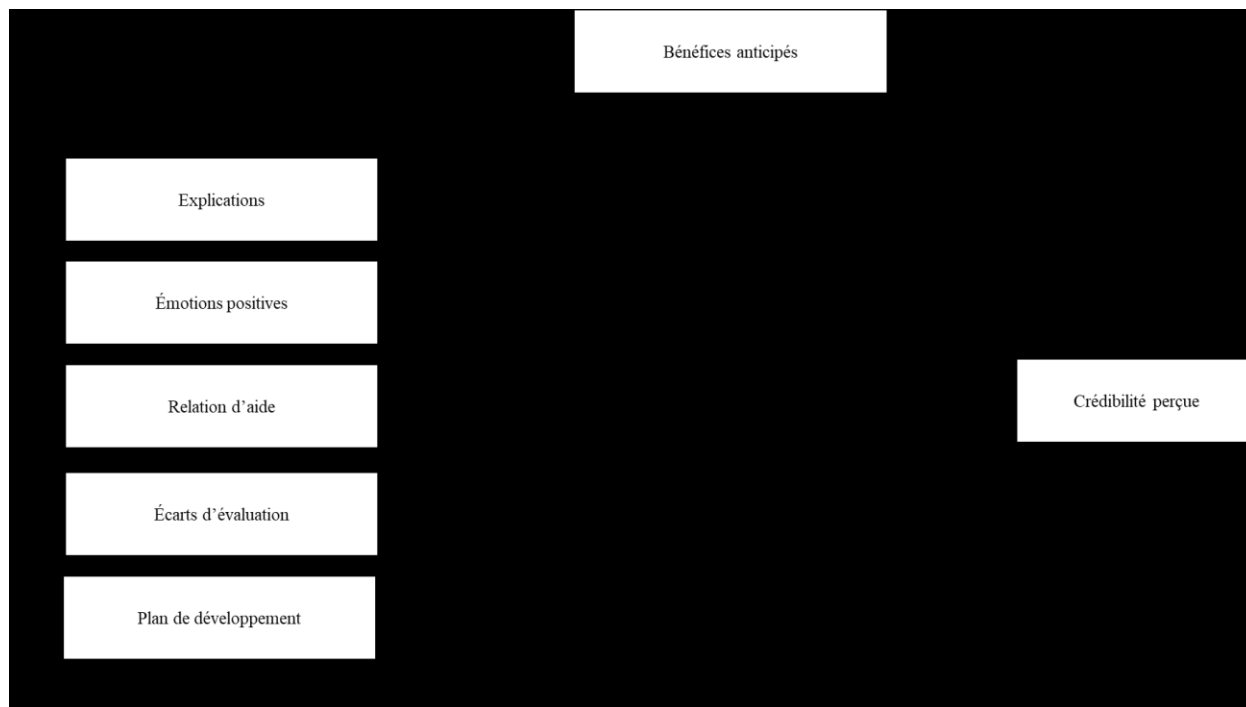 Bénéfices anticipés
Explications
Émotions positives
Relation d’aide
Crédibilité perçue
Écarts d’évaluation
Plan de développement